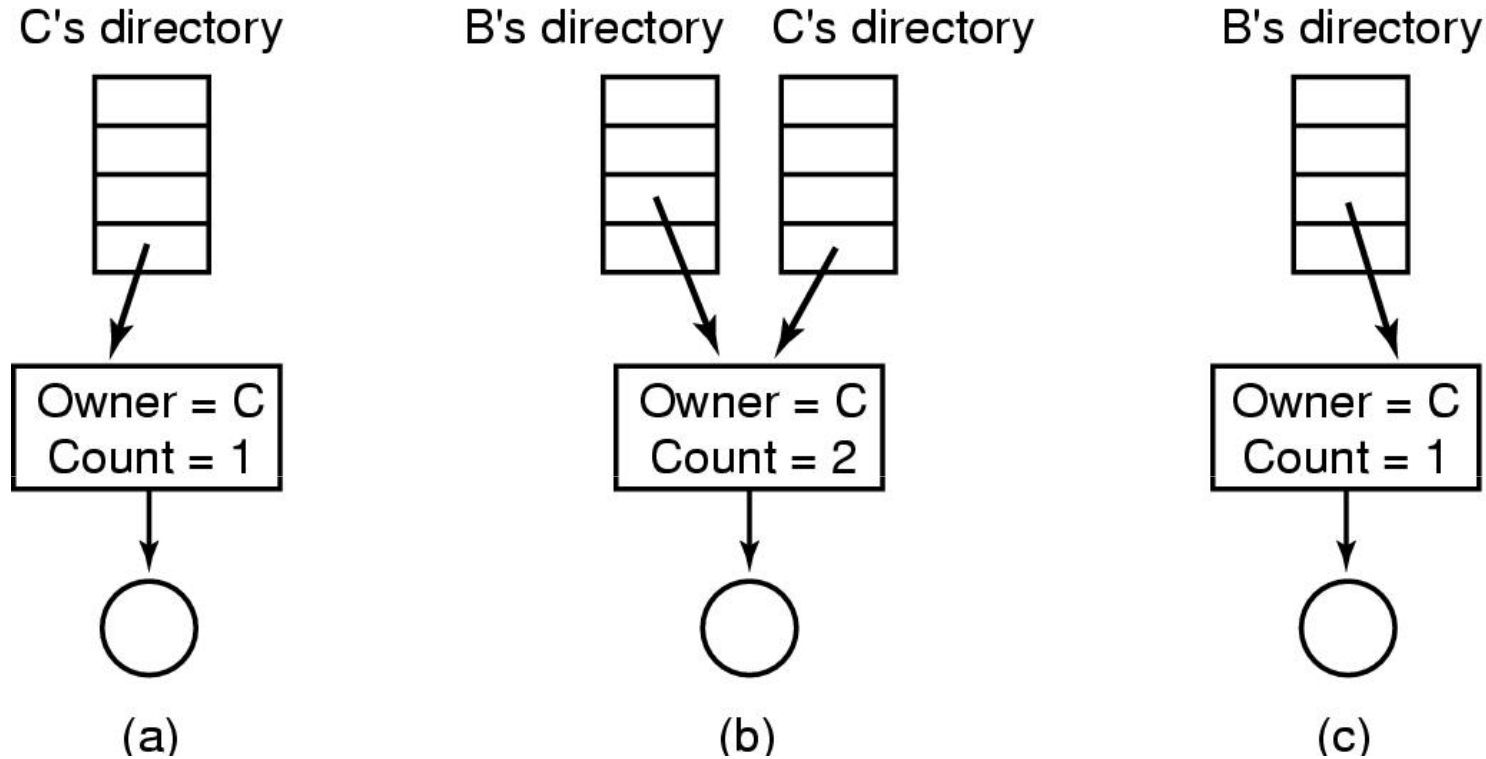 C's directory
B's directory
C's directory
B's directory
Owner = C
Count = 1
Owner = C
Count = 2
Owner = C
Count = 1
(a)
(b)
(c)